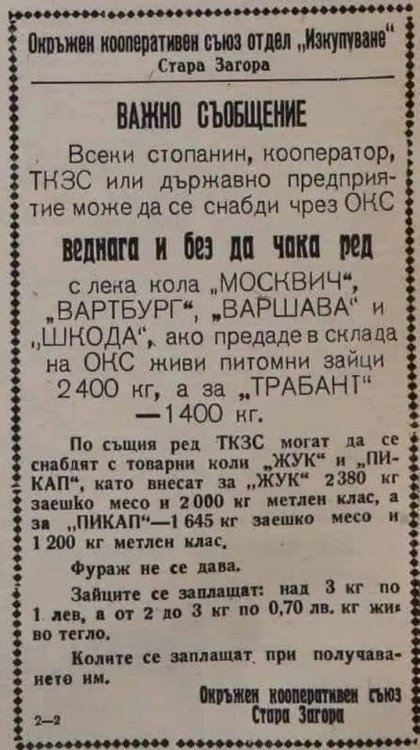 Окръжен кооперативен съюз отдел „Изкупуване“
Стара Загора
ВАЖНО СЪОБЩЕНИЕ
Всеки стопанин, кооператор,
ТКЗС или държавно предприя-
тие може да се снабди чрез ОКС
веднага и без да чака ред
с лека кола „МОСКВИЧ“,
„ВАРТБУРГ“, „ВАРШАВА“ и
„ШКОДА“, ако предаде в склада
на ОКС живи питомни зайци
2400 кг, а за „ТРАБАНТ“
—1400 кг.
По същия ред ТКЗС могат да се
снабдят с товарни коли „ЖУК“ и „ПИ-
КАП“, като внесат за „ЖУК“ 2380 кг
заешко месо и 2000 кг метлен клас, а
за „ПИКАП“—1645 кг заешко месо и
1200 кг метлен клас.
Фураж не се дава.
Зайците се заплащат: над 3 кг по
1 лев, а от 2 до 3 кг по 0,70 лв. кг жи-
во тегло.
Колите се заплащат при получава-
нето им.
Окръжен кооперативен съюз
Стара Загора
2—2